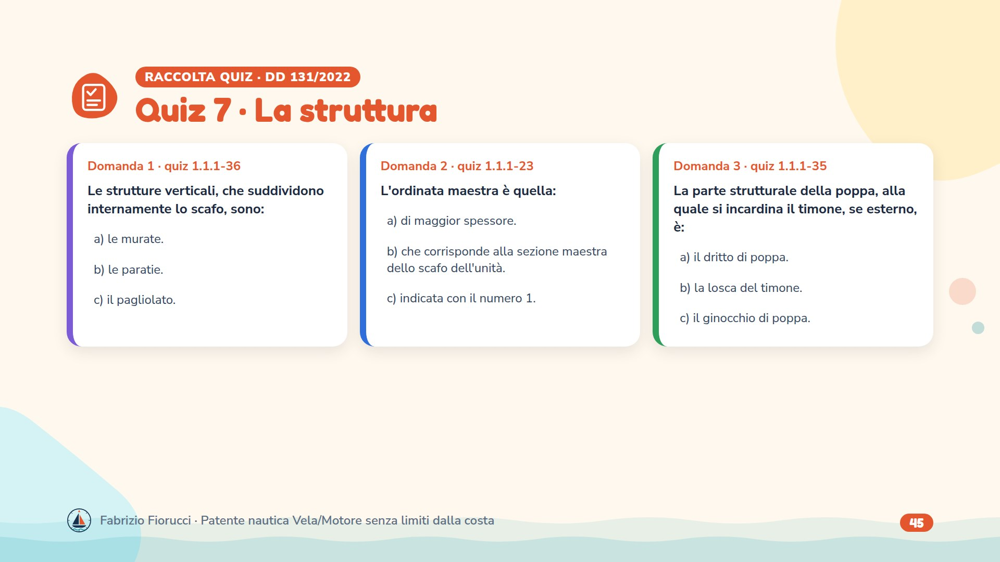 RACCOLTA QUIZ · DD 131/2022
Quiz 7 · La struttura
Domanda 1 · quiz 1.1.1-36
Le strutture verticali, che suddividono
internamente lo scafo, sono:
a) le murate.
b) le paratie.
c) il pagliolato.
Domanda 2 · quiz 1.1.1-23
L'ordinata maestra è quella:
a) di maggior spessore.
b) che corrisponde alla sezione maestra
dello scafo dell'unità.
c) indicata con il numero 1.
Domanda 3 · quiz 1.1.1-35
La parte strutturale della poppa, alla
quale si incardina il timone, se esterno,
è:
a) il dritto di poppa.
b) la losca del timone.
c) il ginocchio di poppa.
Fabrizio Fiorucci · Patente nautica Vela/Motore senza limiti dalla costa
45